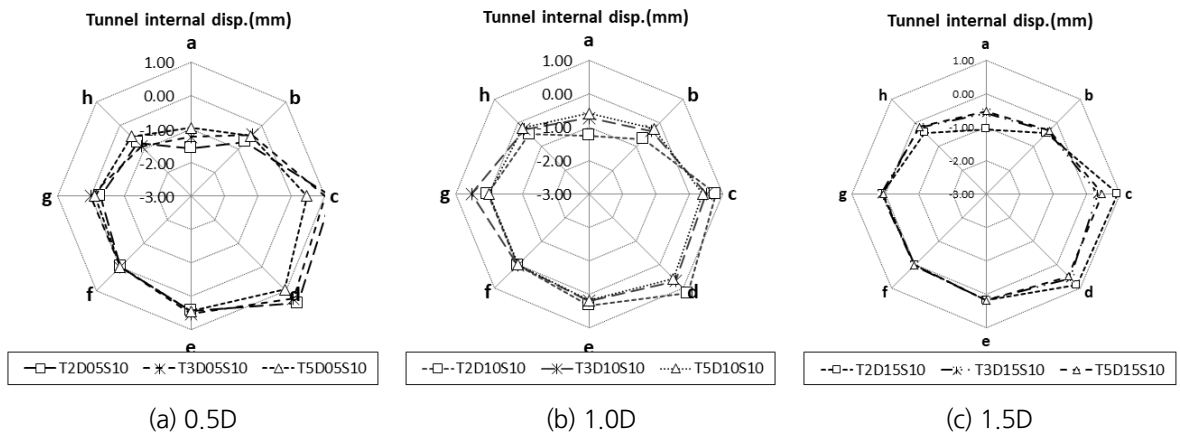 Tunnel internal disp.(mm)
a
1.00
0.00
-1.00
-2.00
-3.00
b
c
d
e
f
g
h
T2D05S10 T3D05S10 T5D05S10
(a) 0.5D
Tunnel internal disp.(mm)
a
1.00
0.00
-1.00
-2.00
-3.00
b
c
d
e
f
g
h
T2D10S10 T3D10S10 T5D10S10
(b) 1.0D
Tunnel internal disp.(mm)
a
1.00
0.00
-1.00
-2.00
-3.00
b
c
d
e
f
g
h
T2D15S10 T3D15S10 T5D15S10
(c) 1.5D